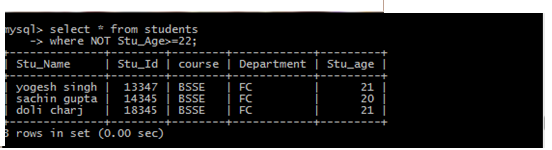 mysql> select * from students
    -> where NOT Stu_Age>=22;
+--------------+--------+--------+------------+---------+
| Stu_Name     | Stu_Id | course | Department | Stu_age |
+--------------+--------+--------+------------+---------+
| yogesh singh |  13347 | BSSE   | FC         |      21 |
| sachin gupta |  14345 | BSSE   | FC         |      20 |
| doli charj   |  18345 | BSSE   | FC         |      21 |
+--------------+--------+--------+------------+---------+
3 rows in set (0.00 sec)